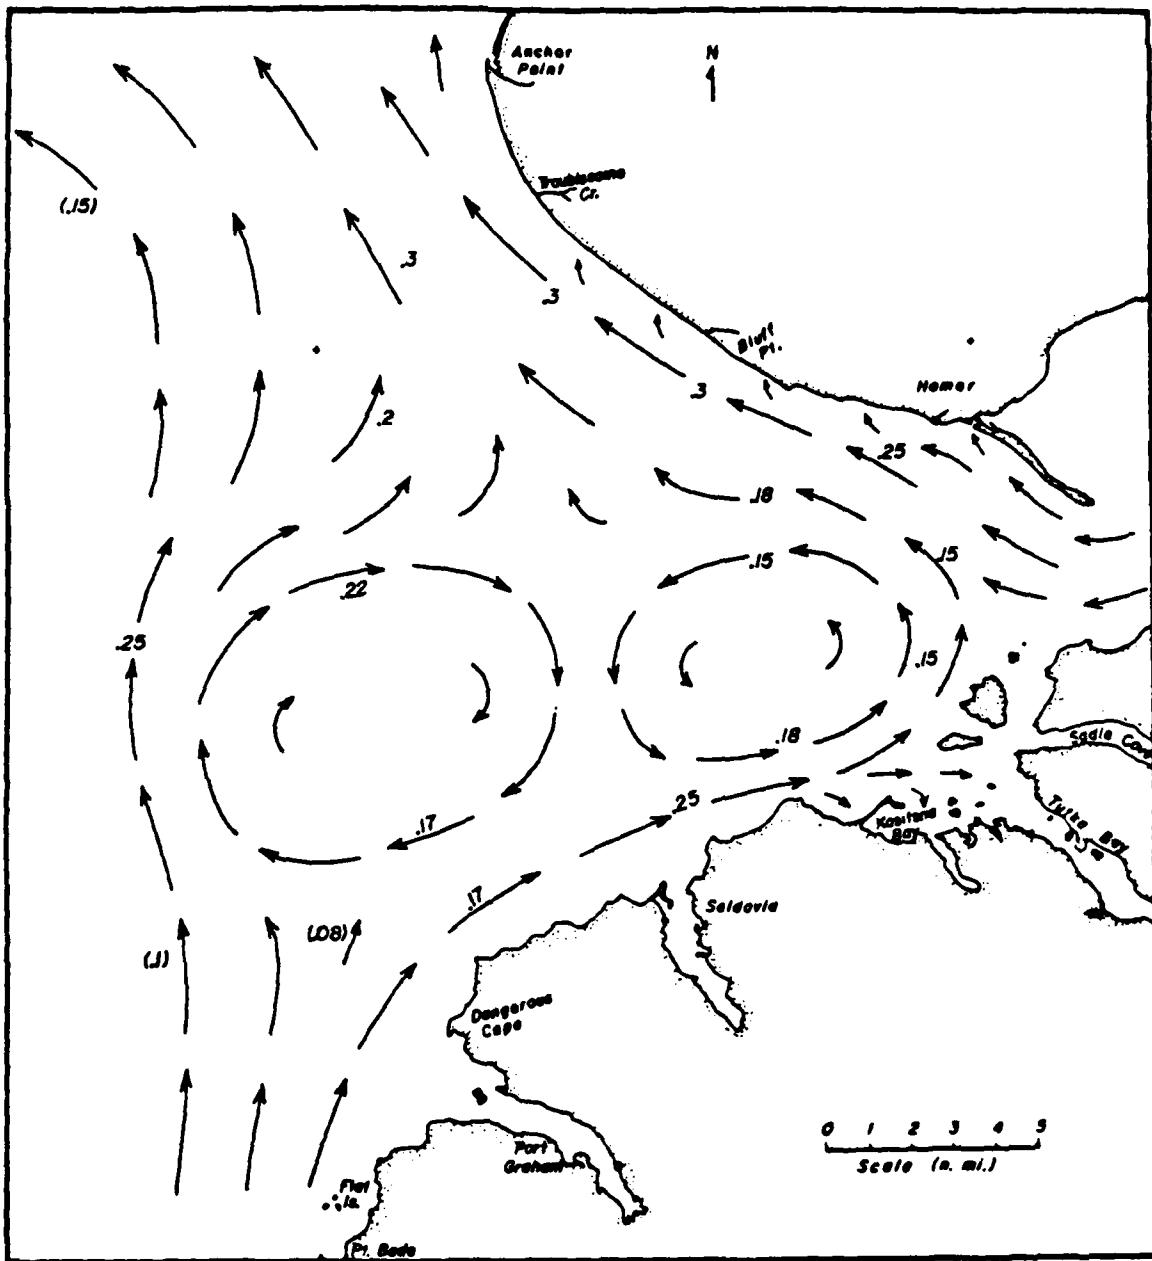 Anchor
Point
N
Troublesome
Cr.
(.15)
.3
.3
Bluff
Pt.
.3
Homer
.2
.25
.18
.15
.15
.22
.25
.15
.18
Sadie Cove
.25
Kasitsna
Bay
Tutka Bay
.17
.17
Seldovia
(.08)
(.1)
Dangerous
Cape
0 1 2 3 4 5
Scale (n. mi.)
Port
Graham
Flat
Is.
Pt. Bede